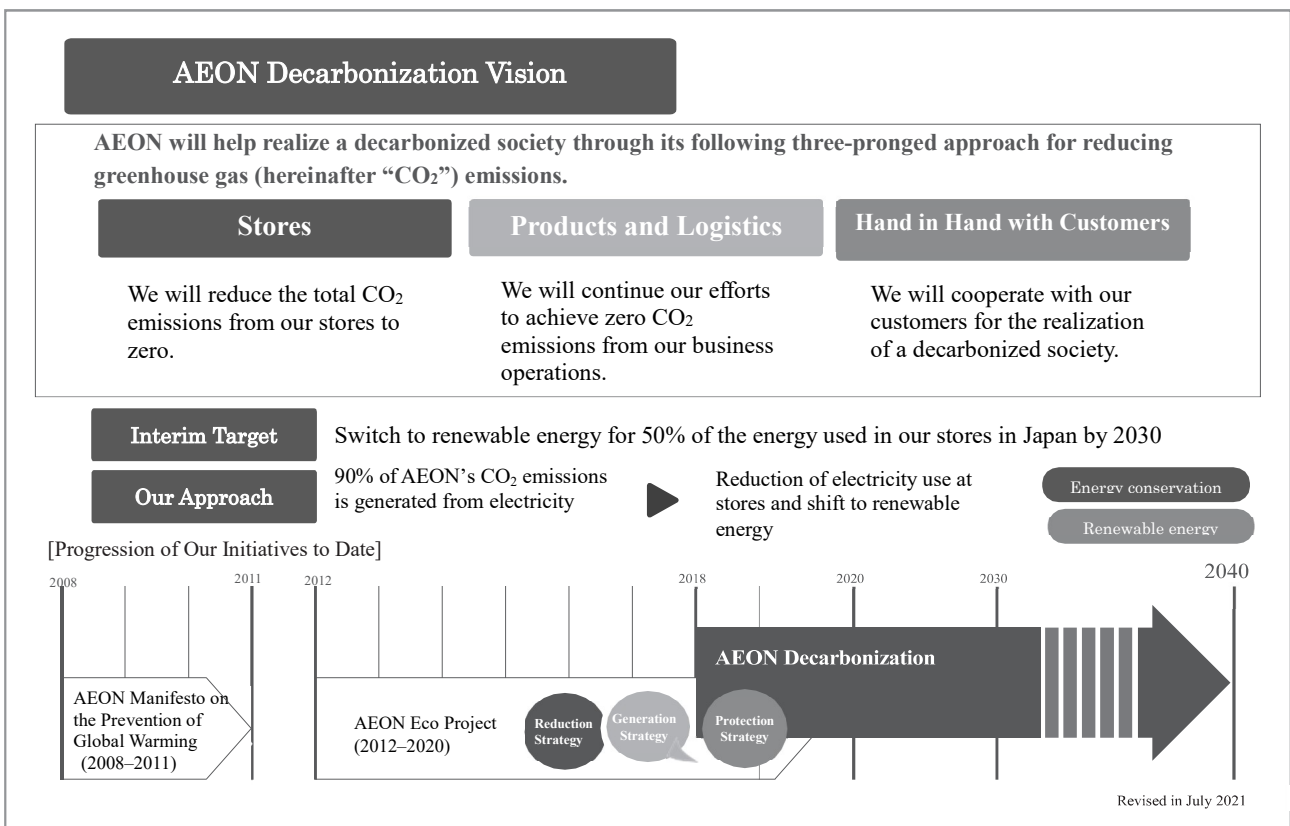 AEON Decarbonization Vision
AEON will help realize a decarbonized society through its following three-pronged approach for reducing
greenhouse gas (hereinafter “CO₂”) emissions.
Stores
We will reduce the total CO₂
emissions from our stores to
zero.
Products and Logistics
We will continue our efforts
to achieve zero CO₂
emissions from our business
operations.
Hand in Hand with Customers
We will cooperate with our
customers for the realization
of a decarbonized society.
Interim Target
Switch to renewable energy for 50% of the energy used in our stores in Japan by 2030
Our Approach
90% of AEON’s CO₂ emissions
is generated from electricity
Reduction of electricity use at
stores and shift to renewable
energy
Energy conservation
Renewable energy
[Progression of Our Initiatives to Date]
2008
2011
2012
2018
2020
2030
2040
AEON Manifesto on
the Prevention of
Global Warming
(2008–2011)
AEON Eco Project
(2012–2020)
Reduction
Strategy
Generation
Strategy
Protection
Strategy
AEON Decarbonization
Revised in July 2021